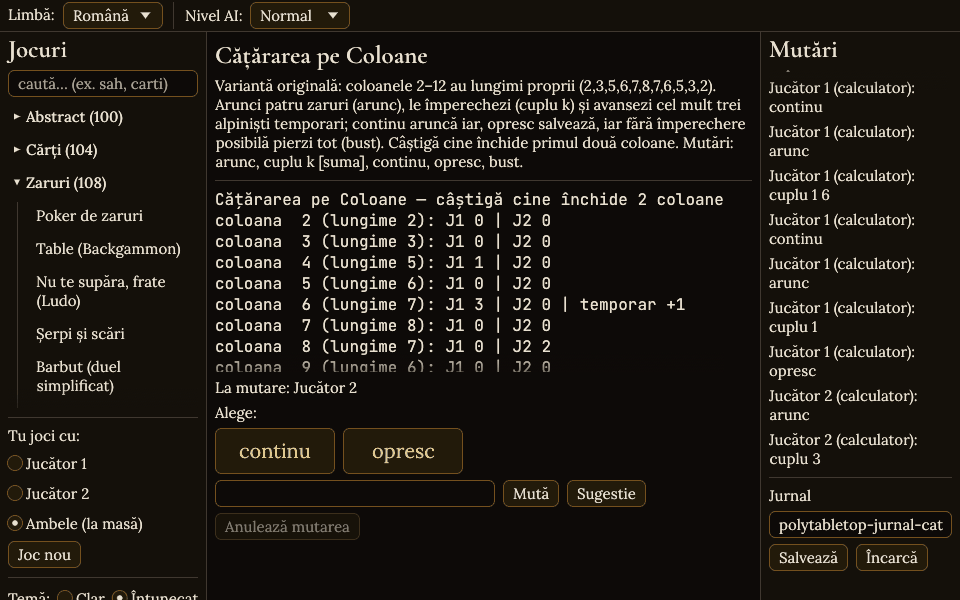 Limbă: Română ▼ Nivel AI: Normal ▼
Jocuri
caută... (ex. sah, carti)
▸ Abstract (100)
▸ Cărți (104)
▾ Zaruri (108)
Poker de zaruri
Table (Backgammon)
Nu te supăra, frate
(Ludo)
Șerpi și scări
Barbut (duel
simplificat)
Tu joci cu:
Jucător 1
Jucător 2
Ambele (la masă)
Joc nou
Temă: Clar Întunecat
Cățărarea pe Coloane
Variantă originală: coloanele 2–12 au lungimi proprii (2,3,5,6,7,8,7,6,5,3,2).
Arunci patru zaruri (arunc), le împerechezi (cuplu k) și avansezi cel mult trei
alpiniști temporari; continu aruncă iar, opresc salvează, iar fără împerechere
posibilă pierzi tot (bust). Câștigă cine închide primul două coloane. Mutări:
arunc, cuplu k [suma], continu, opresc, bust.
Cățărarea pe Coloane — câștigă cine închide 2 coloane
coloana 2 (lungime 2): J1 0 | J2 0
coloana 3 (lungime 3): J1 0 | J2 0
coloana 4 (lungime 5): J1 1 | J2 0
coloana 5 (lungime 6): J1 0 | J2 0
coloana 6 (lungime 7): J1 3 | J2 0 | temporar +1
coloana 7 (lungime 8): J1 0 | J2 0
coloana 8 (lungime 7): J1 0 | J2 2
coloana 9 (lungime 6): J1 0 | J2 0
La mutare: Jucător 2
Alege:
continu opresc
Mută Sugestie
Anulează mutarea
Mutări
Jucător 1 (calculator):
continu
Jucător 1 (calculator):
arunc
Jucător 1 (calculator):
cuplu 1 6
Jucător 1 (calculator):
continu
Jucător 1 (calculator):
arunc
Jucător 1 (calculator):
cuplu 1
Jucător 1 (calculator):
opresc
Jucător 2 (calculator):
arunc
Jucător 2 (calculator):
cuplu 3
Jurnal
polytabletop-jurnal-cat
Salvează Încarcă